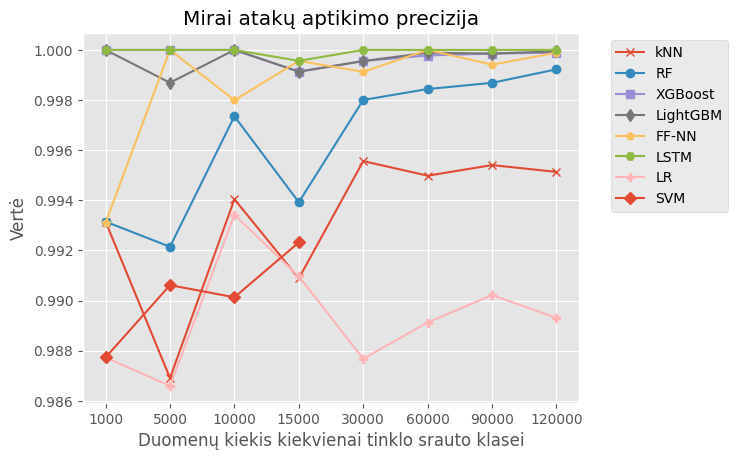 Mirai atakų aptikimo precizija
1.000
0.998
0.996
0.994
0.992
0.990
0.988
0.986
Vertė
1000 5000 10000 15000 30000 60000 90000 120000
Duomenų kiekis kiekvienai tinklo srauto klasei
kNN
RF
XGBoost
LightGBM
FF-NN
LSTM
LR
SVM